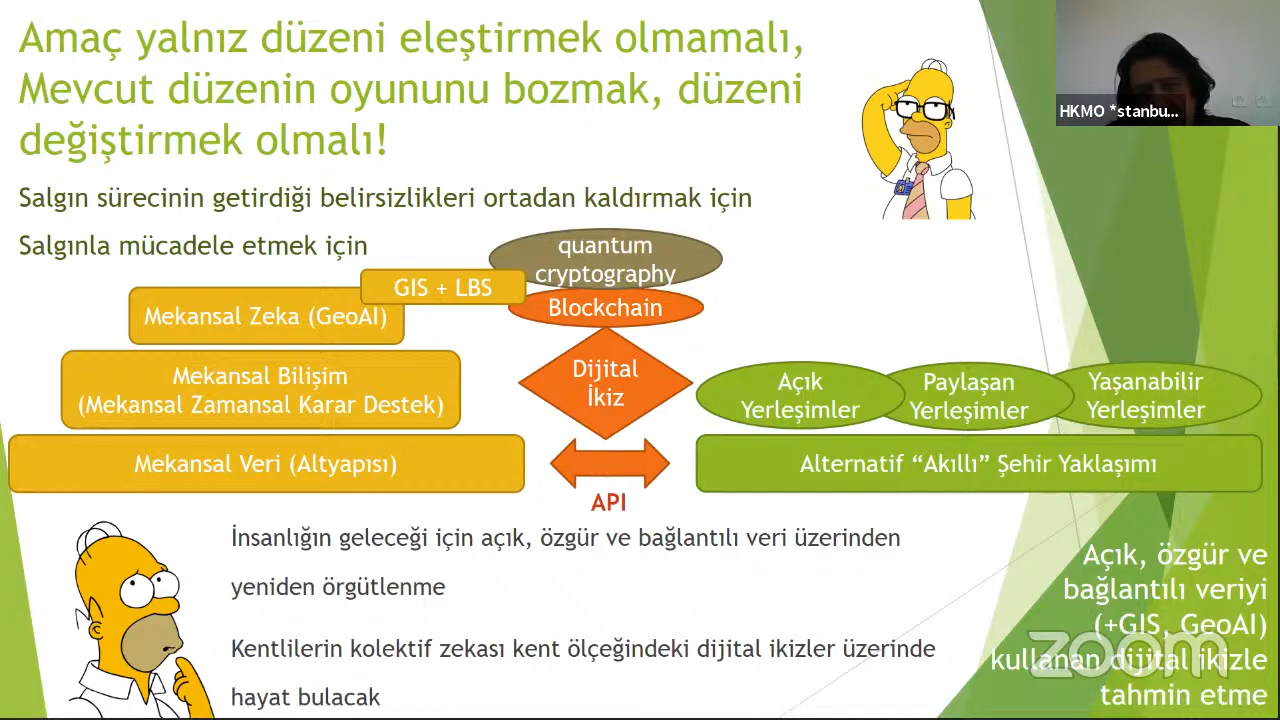 Amaç yalnız düzeni eleştirmek olmamalı,
Mevcut düzenin oyununu bozmak, düzeni
değiştirmek olmalı!
HKMO *stanbu...
Salgın sürecinin getirdiği belirsizlikleri ortadan kaldırmak için
Salgınla mücadele etmek için
quantum
cryptography
GIS + LBS
Blockchain
Mekansal Zeka (GeoAI)
Dijital
İkiz
Mekansal Bilişim
(Mekansal Zamansal Karar Destek)
Açık
Yerleşimler
Paylaşan
Yerleşimler
Yaşanabilir
Yerleşimler
Mekansal Veri (Altyapısı)
Alternatif “Akıllı” Şehir Yaklaşımı
API
İnsanlığın geleceği için açık, özgür ve bağlantılı veri üzerinden
yeniden örgütlenme
Kentlilerin kolektif zekası kent ölçeğindeki dijital ikizler üzerinde
hayat bulacak
Açık, özgür ve
bağlantılı veriyi
(+GIS, GeoAI)
kullanan dijital ikizle
tahmin etme
zoom